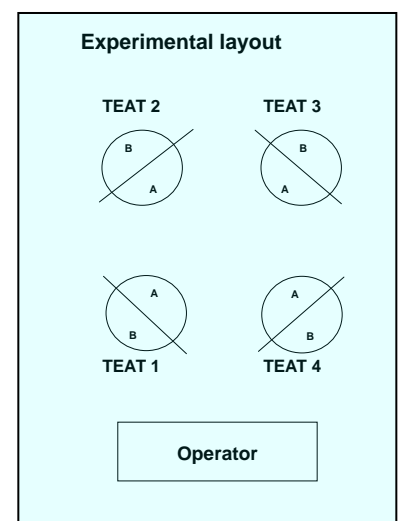 Experimental layout
TEAT 2 TEAT 3
B B
A A
A A
B B
TEAT 1 TEAT 4
Operator